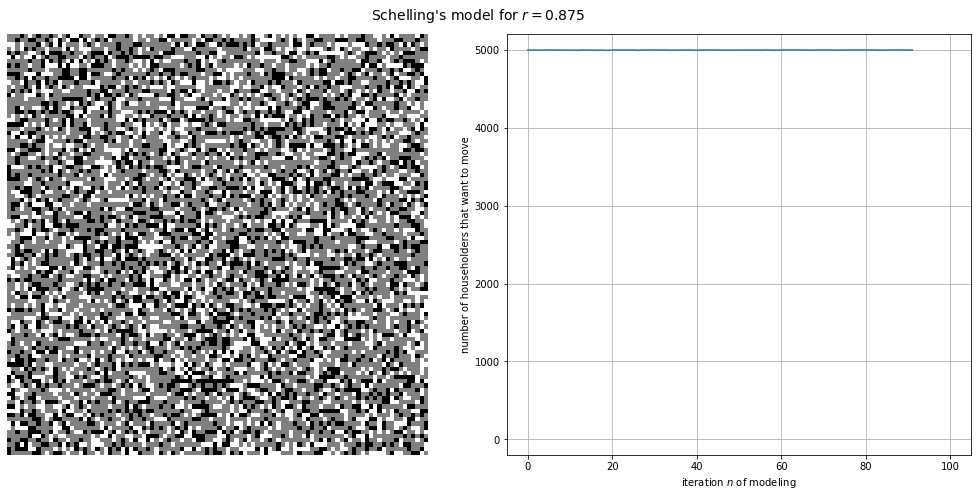 Schelling's model for r = 0.875
5000
4000
3000
2000
1000
0
number of householders that want to move
0 20 40 60 80 100
iteration n of modeling